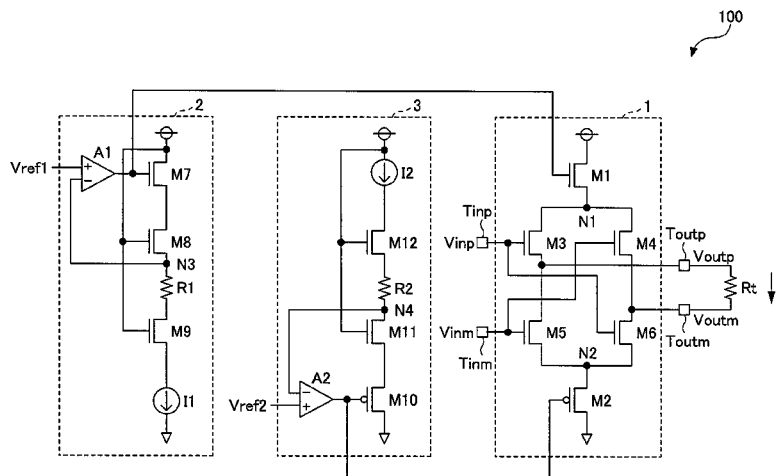 100
2
3
1
A1
Vref1
+
−
M7
M8
N3
R1
M9
I1
I2
M12
R2
N4
M11
A2
−
+
Vref2
M10
M1
N1
Tinp
Vinp
M3
M4
Toutp
Voutp
Rt
Vinm
Tinm
M5
M6
Voutm
Toutm
N2
M2